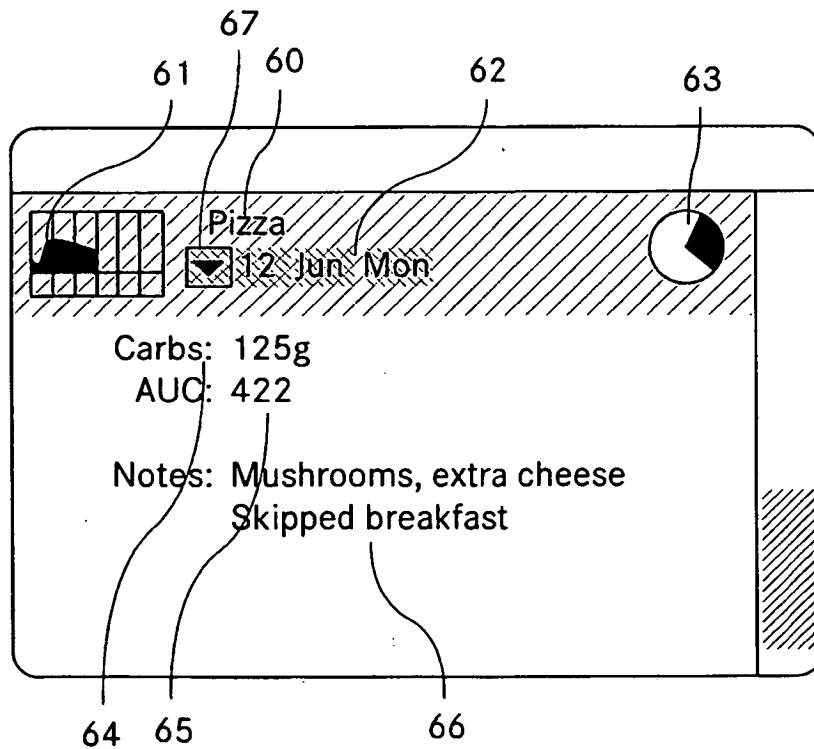 67
61 60 62 63
Pizza
12 Jun Mon
Carbs: 125g
AUC: 422
Notes: Mushrooms, extra cheese
Skipped breakfast
64 65 66